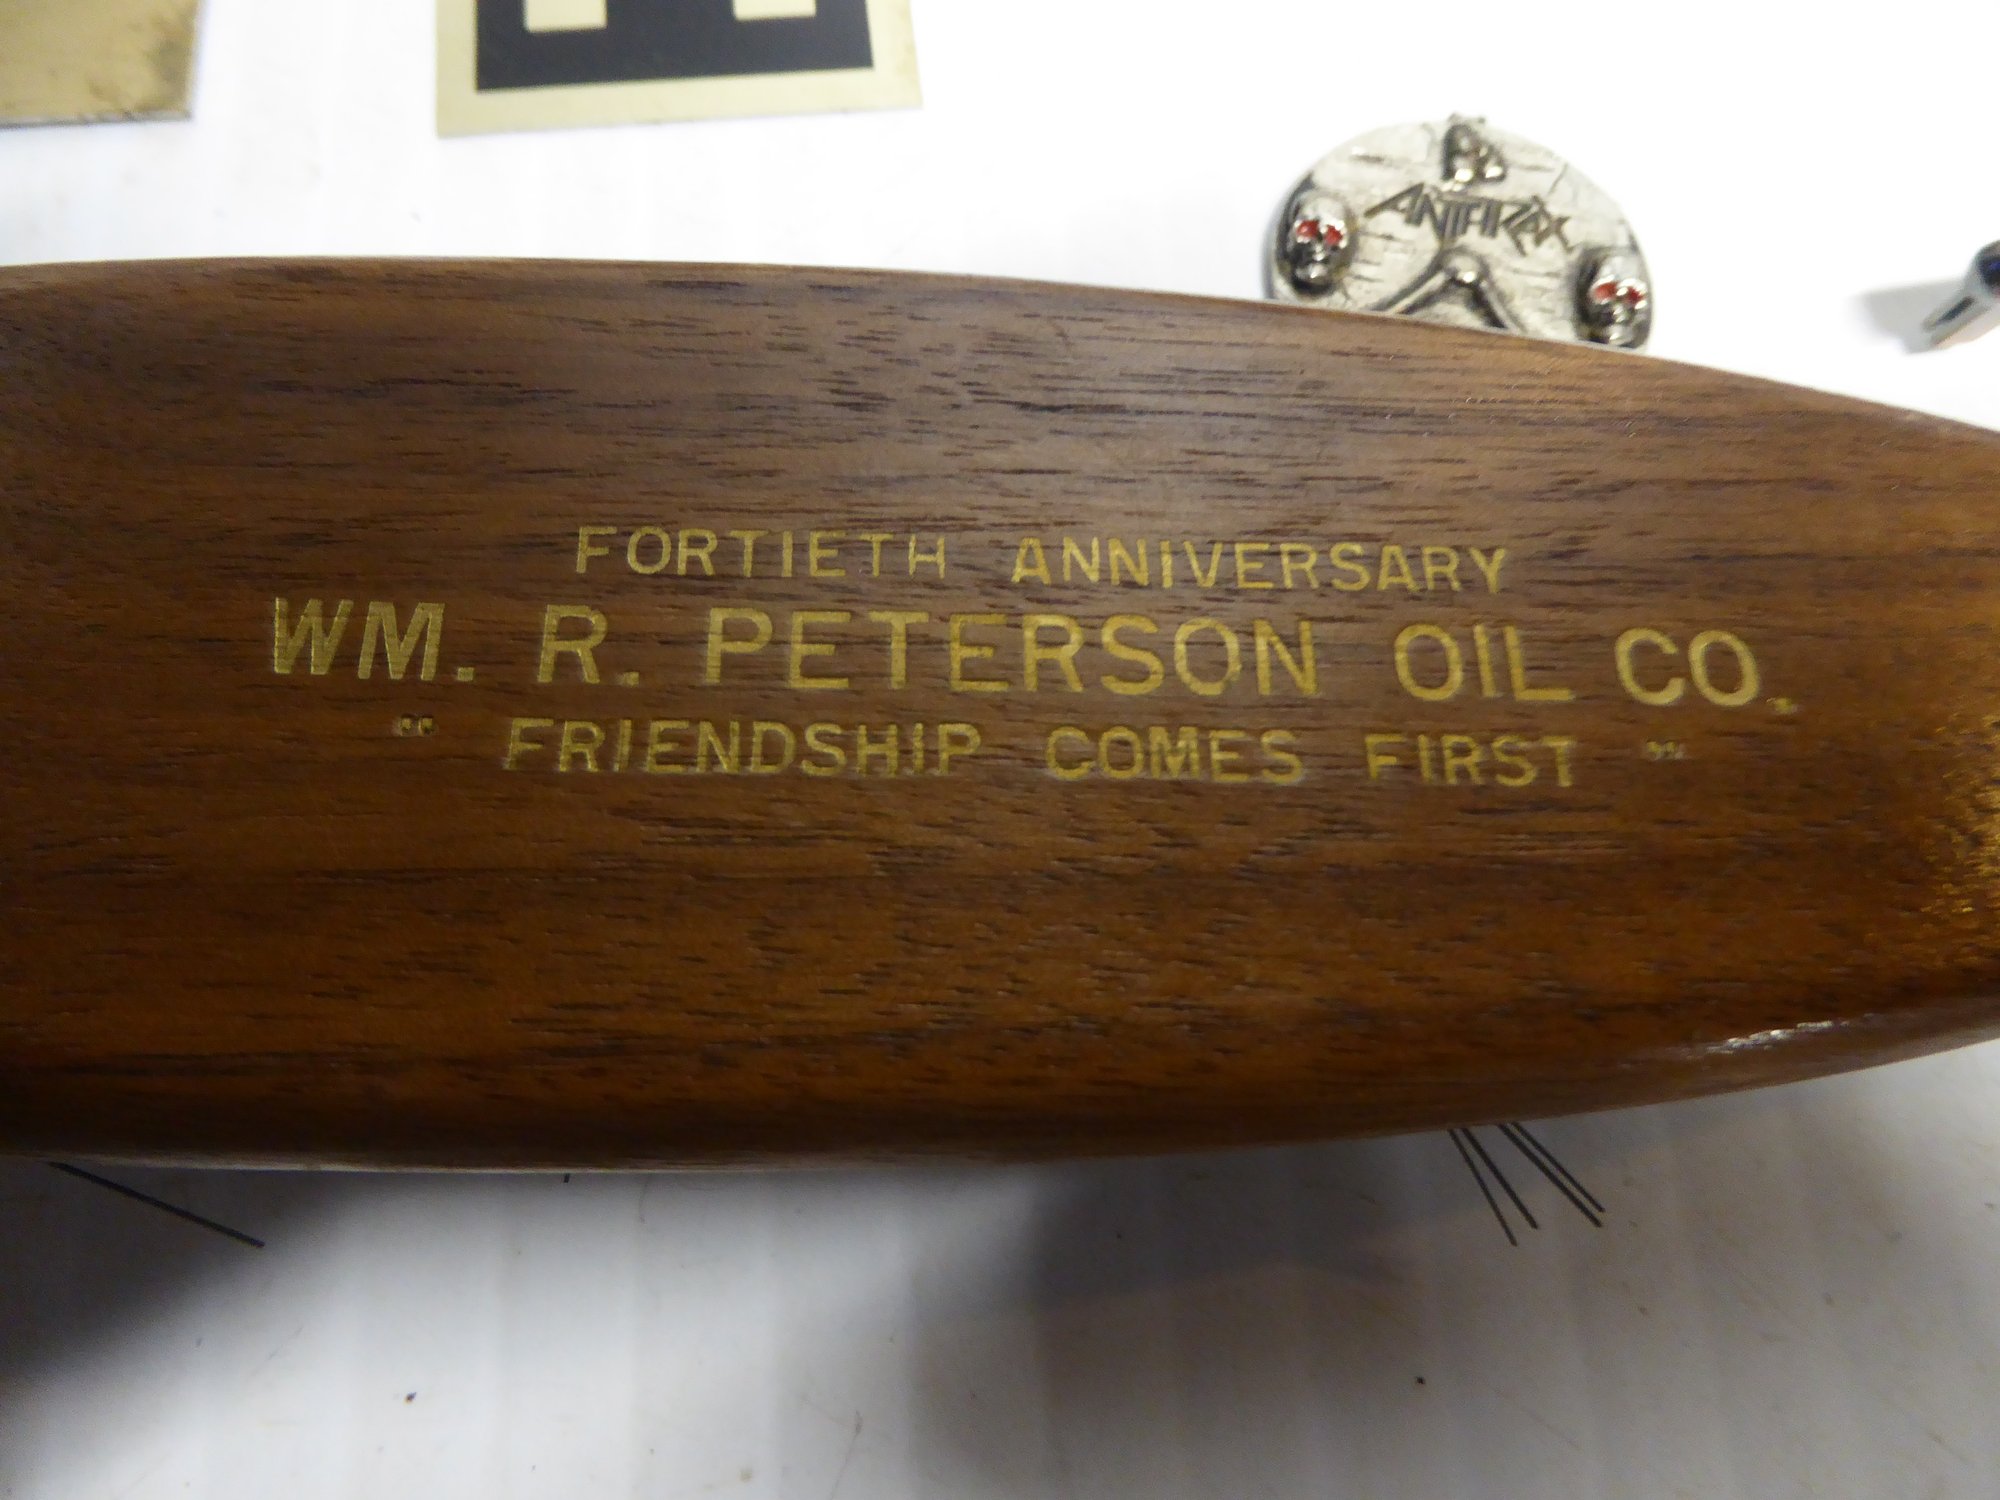 ANTHRAX
FORTIETH ANNIVERSARY
WM. R. PETERSON OIL CO.
" FRIENDSHIP COMES FIRST "